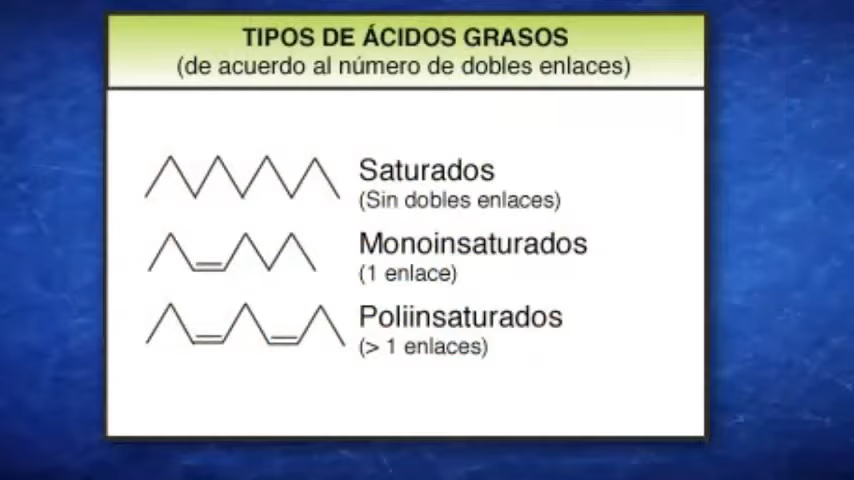 TIPOS DE ÁCIDOS GRASOS
(de acuerdo al número de dobles enlaces)
Saturados
(Sin dobles enlaces)
Monoinsaturados
(1 enlace)
Poliinsaturados
(> 1 enlaces)